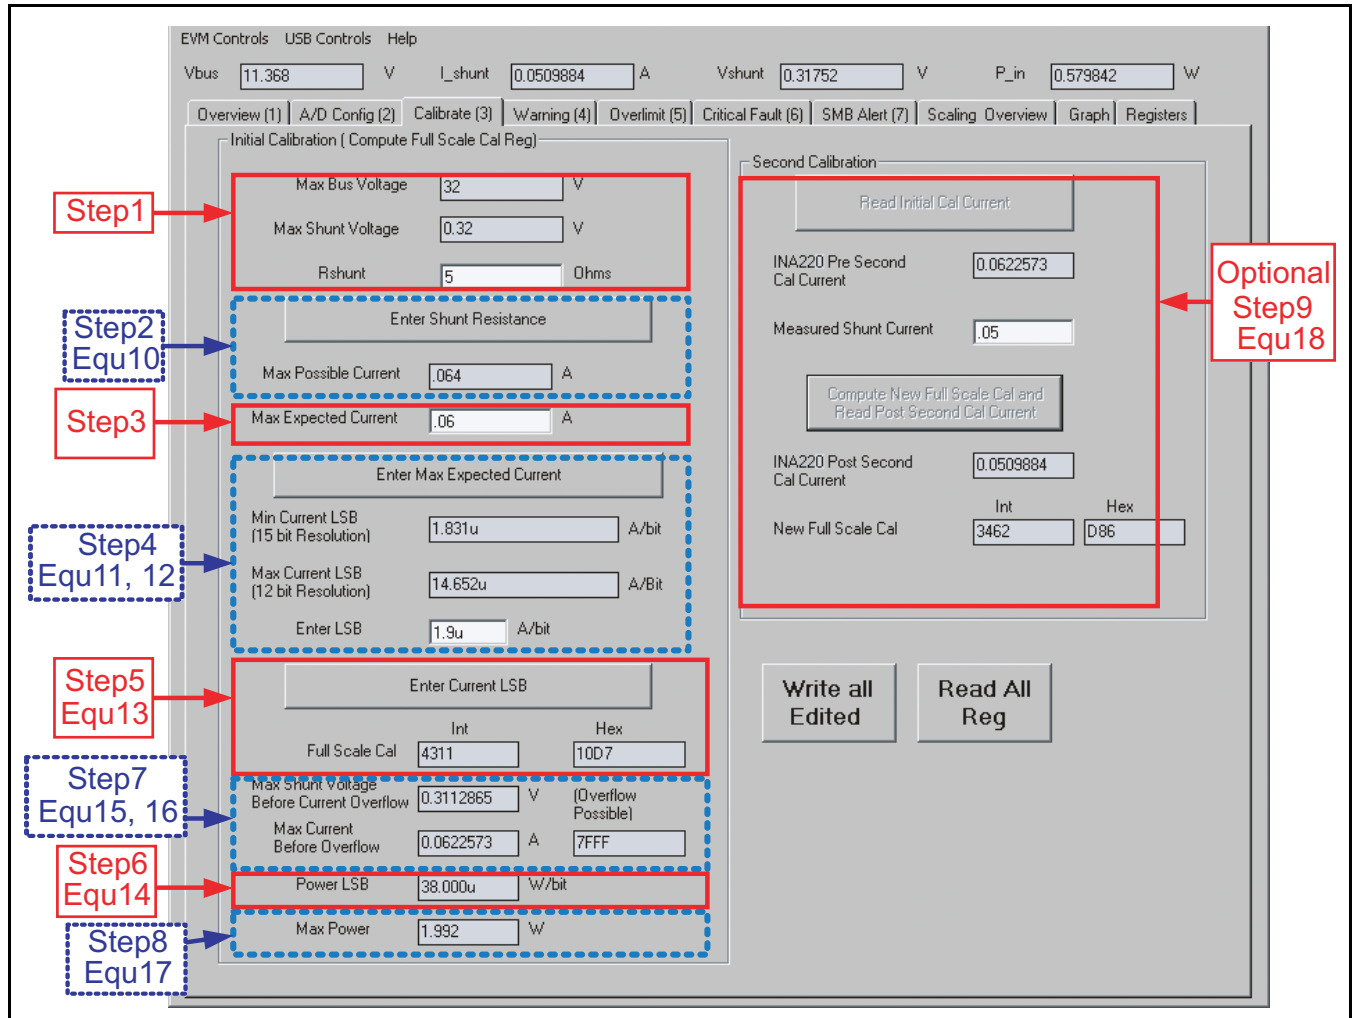 EVM Controls USB Controls Help
Vbus 11.368 V I_shunt 0.0509884 A Vshunt 0.31752 V P_in 0.579842 W
Overview (1) A/D Config (2) Calibrate (3) Warning (4) Overlimit (5) Critical Fault (6) SMB Alert (7) Scaling Overview Graph Registers
Initial Calibration ( Compute Full Scale Cal Reg)
Step1
Max Bus Voltage 32 V
Max Shunt Voltage 0.32 V
Rshunt 5 Ohms
Step2
Equ10
Enter Shunt Resistance
Max Possible Current .064 A
Step3
Max Expected Current .06 A
Step4
Equ11, 12
Enter Max Expected Current
Min Current LSB
(15 bit Resolution) 1.831u A/bit
Max Current LSB
(12 bit Resolution) 14.652u A/Bit
Enter LSB 1.9u A/bit
Step5
Equ13
Enter Current LSB
Int Hex
Full Scale Cal 4311 10D7
Step7
Equ15, 16
Max Shunt Voltage
Before Current Overflow 0.3112865 V (Overflow
Possible)
Max Current
Before Overflow 0.0622573 A 7FFF
Step6
Equ14
Power LSB 38.000u W/bit
Step8
Equ17
Max Power 1.992 W
Second Calibration
Read Initial Cal Current
INA220 Pre Second
Cal Current 0.0622573
Measured Shunt Current .05
Compute New Full Scale Cal and
Read Post Second Cal Current
INA220 Post Second
Cal Current 0.0509884
Int Hex
New Full Scale Cal 3462 D86
Optional
Step9
Equ18
Write all
Edited
Read All
Reg